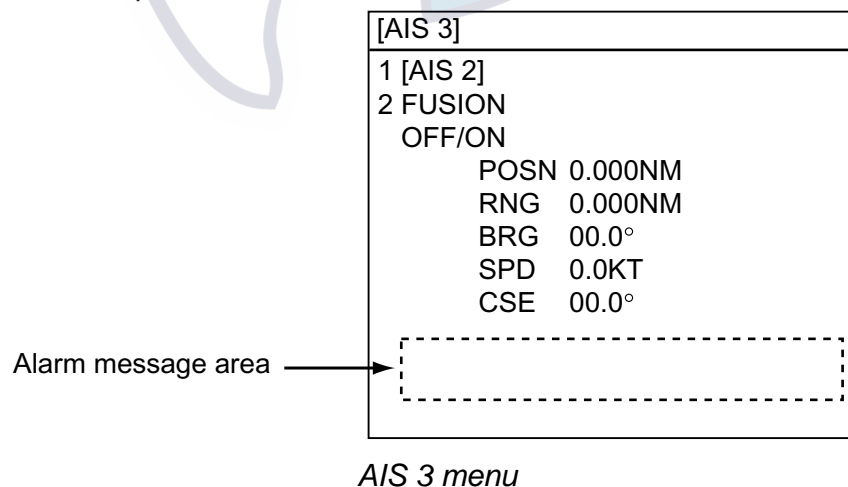 [AIS 3]
1 [AIS 2]
2 FUSION
OFF/ON
POSN 0.000NM
RNG 0.000NM
BRG 00.0°
SPD 0.0KT
CSE 00.0°
Alarm message area
AIS 3 menu